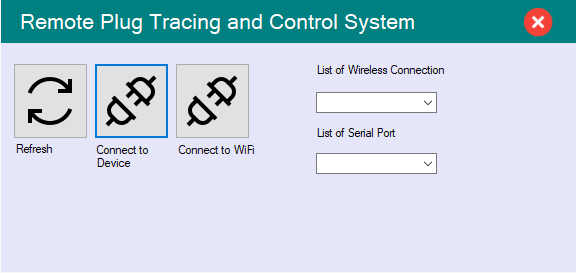 Remote Plug Tracing and Control System
List of Wireless Connection
List of Serial Port
Refresh
Connect to
Device
Connect to WiFi